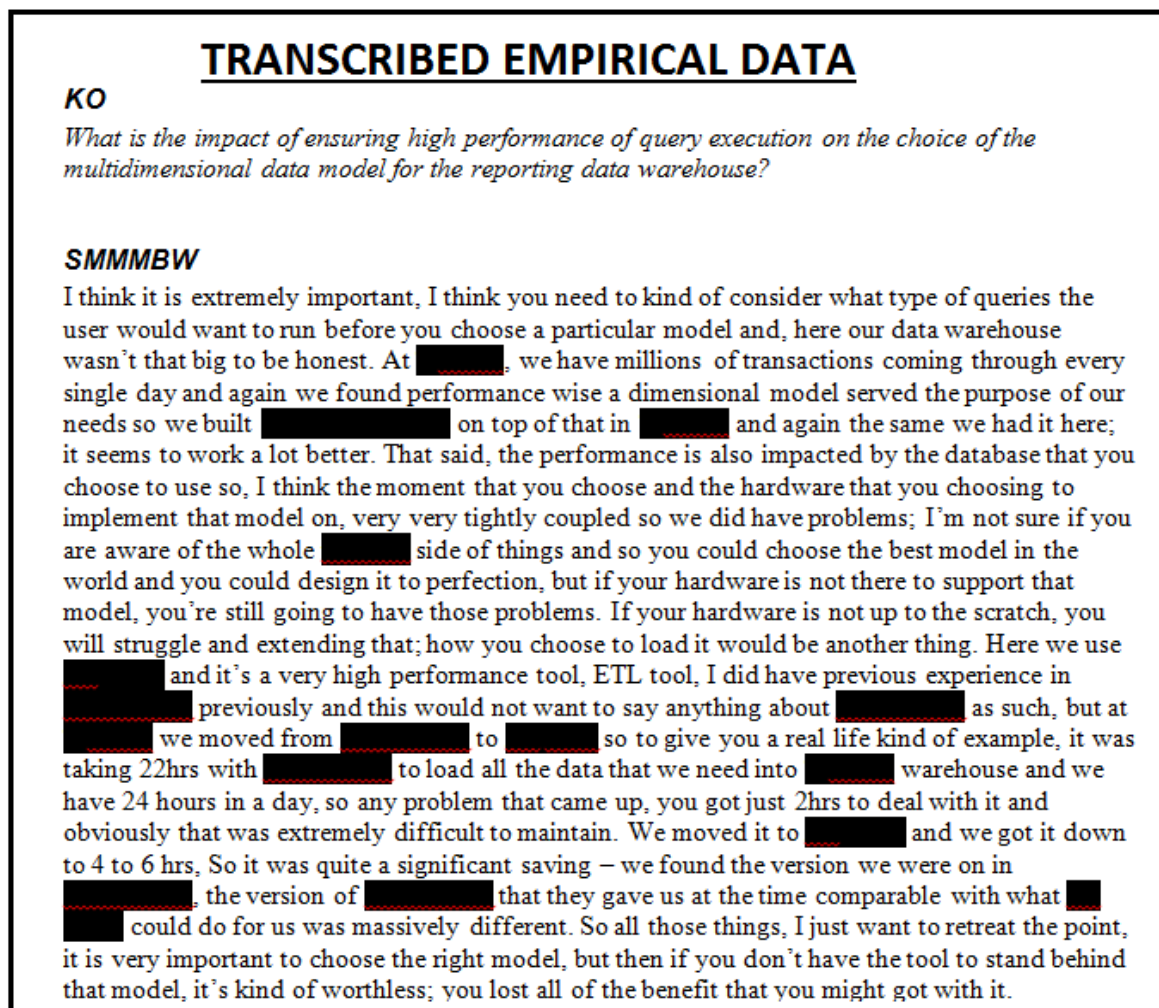 TRANSCRIBED EMPIRICAL DATA
KO
What is the impact of ensuring high performance of query execution on the choice of the
multidimensional data model for the reporting data warehouse?
SMMMBW
I think it is extremely important, I think you need to kind of consider what type of queries the
user would want to run before you choose a particular model and, here our data warehouse
wasn't that big to be honest. At , we have millions of transactions coming through every
single day and again we found performance wise a dimensional model served the purpose of our
needs so we built on top of that in and again the same we had it here;
it seems to work a lot better. That said, the performance is also impacted by the database that you
choose to use so, I think the moment that you choose and the hardware that you choosing to
implement that model on, very very tightly coupled so we did have problems; I'm not sure if you
are aware of the whole side of things and so you could choose the best model in the
world and you could design it to perfection, but if your hardware is not there to support that
model, you're still going to have those problems. If your hardware is not up to the scratch, you
will struggle and extending that; how you choose to load it would be another thing. Here we use
and it's a very high performance tool, ETL tool, I did have previous experience in
previously and this would not want to say anything about as such, but at
we moved from to so to give you a real life kind of example, it was
taking 22hrs with to load all the data that we need into warehouse and we
have 24 hours in a day, so any problem that came up, you got just 2hrs to deal with it and
obviously that was extremely difficult to maintain. We moved it to and we got it down
to 4 to 6 hrs, So it was quite a significant saving – we found the version we were on in
, the version of that they gave us at the time comparable with what
could do for us was massively different. So all those things, I just want to retreat the point,
it is very important to choose the right model, but then if you don't have the tool to stand behind
that model, it's kind of worthless; you lost all of the benefit that you might got with it.